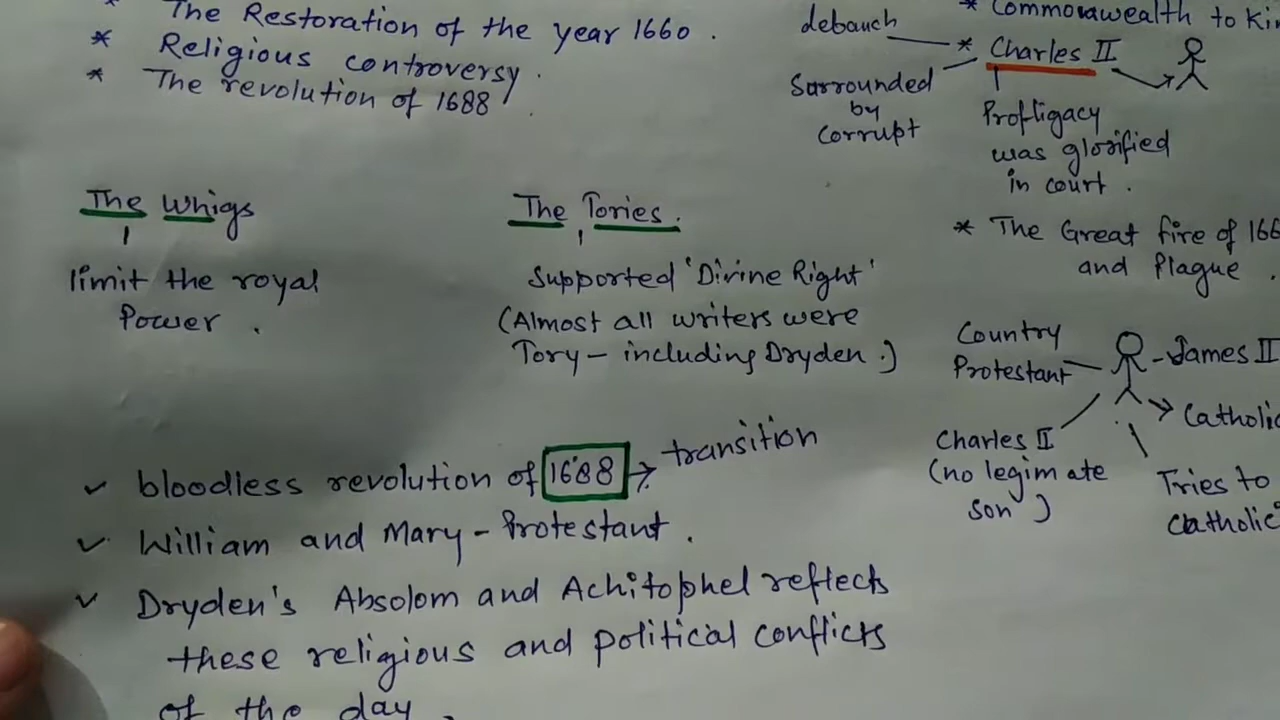 * The Restoration of the year 1660 .
* Religious controversy .
* The revolution of 1688 .
The Whigs
limit the royal
Power .
The Tories .
Supported 'Divine Right'
(Almost all writers were
Tory - including Dryden .)
✓ bloodless revolution of 1688 → transition
✓ William and Mary - Protestant .
✓ Dryden's Absolom and Achitophel reflects
these religious and political conflicts
of the day .
* Commonwealth to
debauch
* Charles II
Surrounded
by
Corrupt
Profligacy
was glorified
in court .
* The Great fire of
and Plague .
Country
Protestant
- James II
Charles II
(no legimate
son)
Catholic
Tries to
Catholic